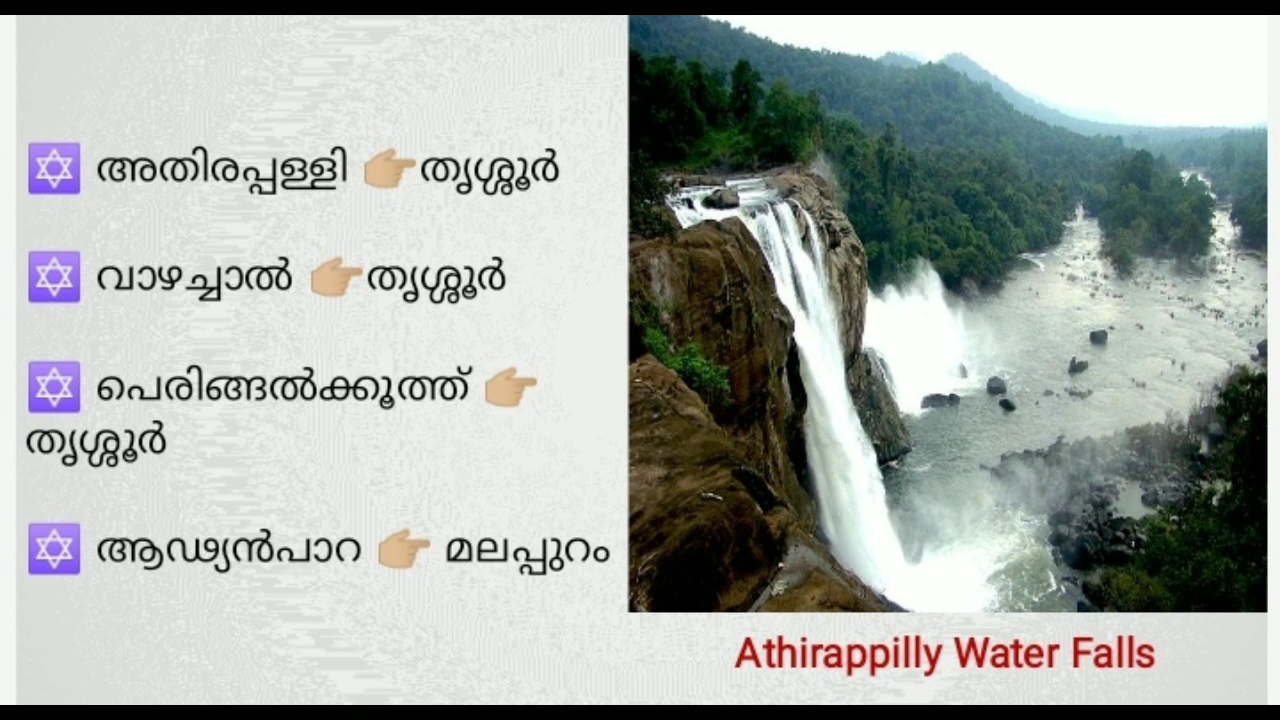 🔯 അതിരപ്പള്ളി 👉🏼തൃശ്ശൂർ
🔯 വാഴച്ചാൽ 👉🏼തൃശ്ശൂർ
🔯 പെരിങ്ങൽക്കൂത്ത് 👉🏼
തൃശ്ശൂർ
🔯 ആഢ്യൻപാറ 👉🏼 മലപ്പുറം
Athirappilly Water Falls